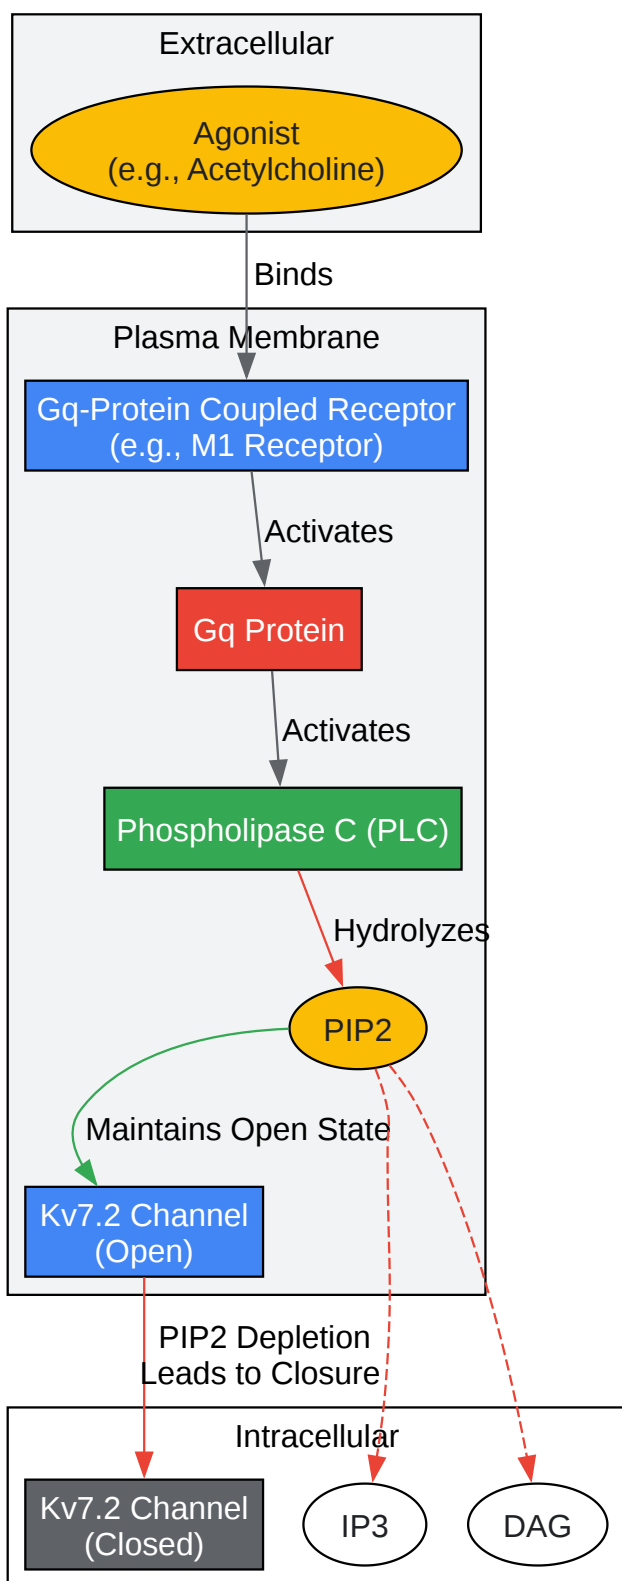 Extracellular
Agonist
(e.g., Acetylcholine)
Binds
Plasma Membrane
Gq-Protein Coupled Receptor
(e.g., M1 Receptor)
Activates
Gq Protein
Activates
Phospholipase C (PLC)
Hydrolyzes
PIP2
Maintains Open State
Kv7.2 Channel
(Open)
PIP2 Depletion
Leads to Closure
Intracellular
Kv7.2 Channel
(Closed)
IP3
DAG